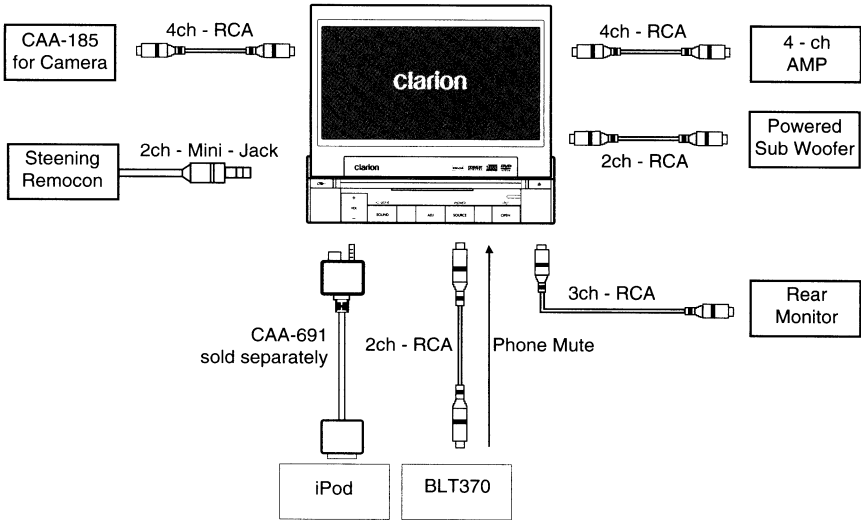 CAA-185
for Camera
4ch - RCA
clarion
4ch - RCA
4 - ch
AMP
Steening
Remocon
2ch - Mini - Jack
2ch - RCA
Powered
Sub Woofer
clarion
SOUND
ADJ
SOURCE
OPEN
CAA-691
sold separately
2ch - RCA
Phone Mute
3ch - RCA
Rear
Monitor
iPod
BLT370